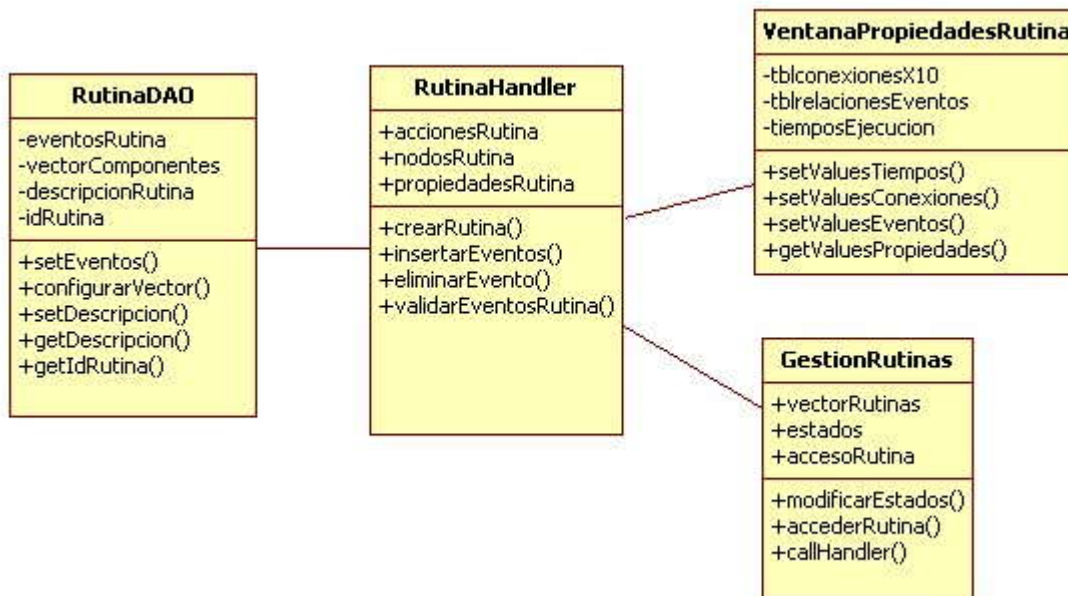 RutinaDAO
-eventosRutina
-vectorComponentes
-descripcionRutina
-idRutina
+setEventos()
+configurarVector()
+setDescripcion()
+getDescripcion()
+getIdRutina()
RutinaHandler
+accionesRutina
+nodosRutina
+propiedadesRutina
+crearRutina()
+insertarEventos()
+eliminarEvento()
+validarEventosRutina()
VentanaPropiedadesRutina
-tblconexionesX10
-tblrelacionesEventos
-tiemposEjecucion
+setValuesTiempos()
+setValuesConexiones()
+setValuesEventos()
+getValuesPropiedades()
GestionRutinas
+vectorRutinas
+estados
+accesoRutina
+modificarEstados()
+accederRutina()
+callHandler()